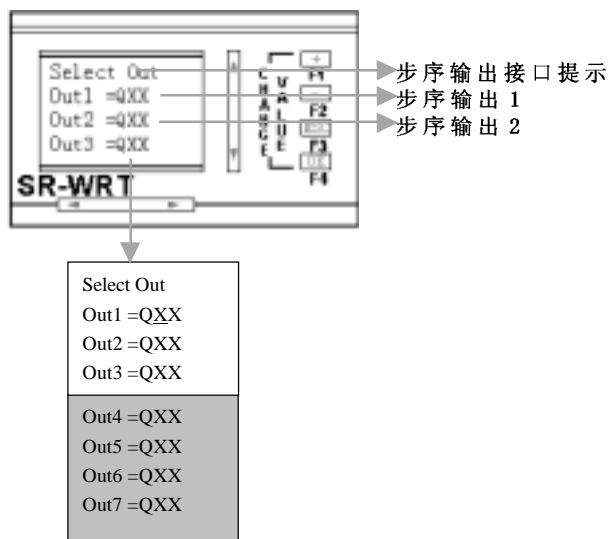 Select Out
Out1 =QXX
Out2 =QXX
Out3 =QXX
CHANGE
VALUE
+
F1
-
F2
F3
F4
SR-WRT
步序输出接口提示
步序输出 1
步序输出 2
Select Out
Out1 =QXX
Out2 =QXX
Out3 =QXX
Out4 =QXX
Out5 =QXX
Out6 =QXX
Out7 =QXX